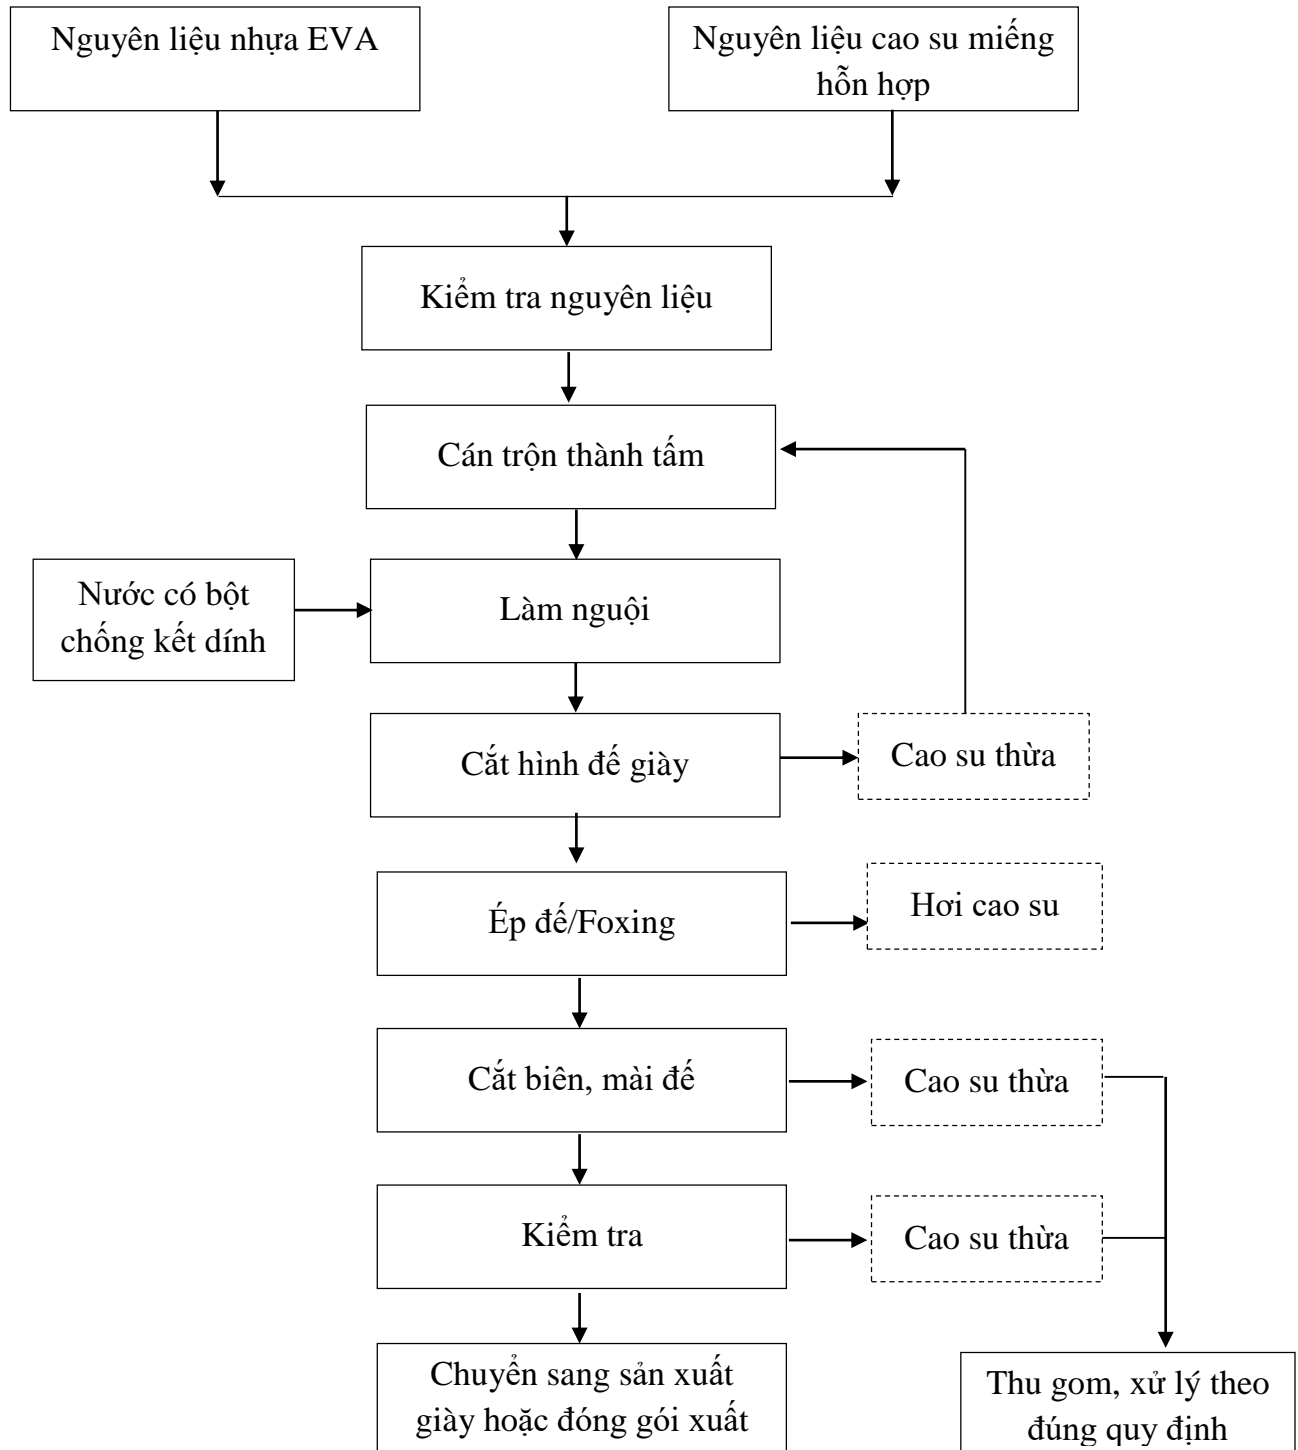 Nguyên liệu nhựa EVA
Nguyên liệu cao su miếng
hỗn hợp
Kiểm tra nguyên liệu
Cán trộn thành tấm
Nước có bột
chống kết dính
Làm nguội
Cắt hình đế giày
Cao su thừa
Ép đế/Foxing
Hơi cao su
Cắt biên, mài đế
Cao su thừa
Kiểm tra
Cao su thừa
Chuyển sang sản xuất
giày hoặc đóng gói xuất
Thu gom, xử lý theo
đúng quy định